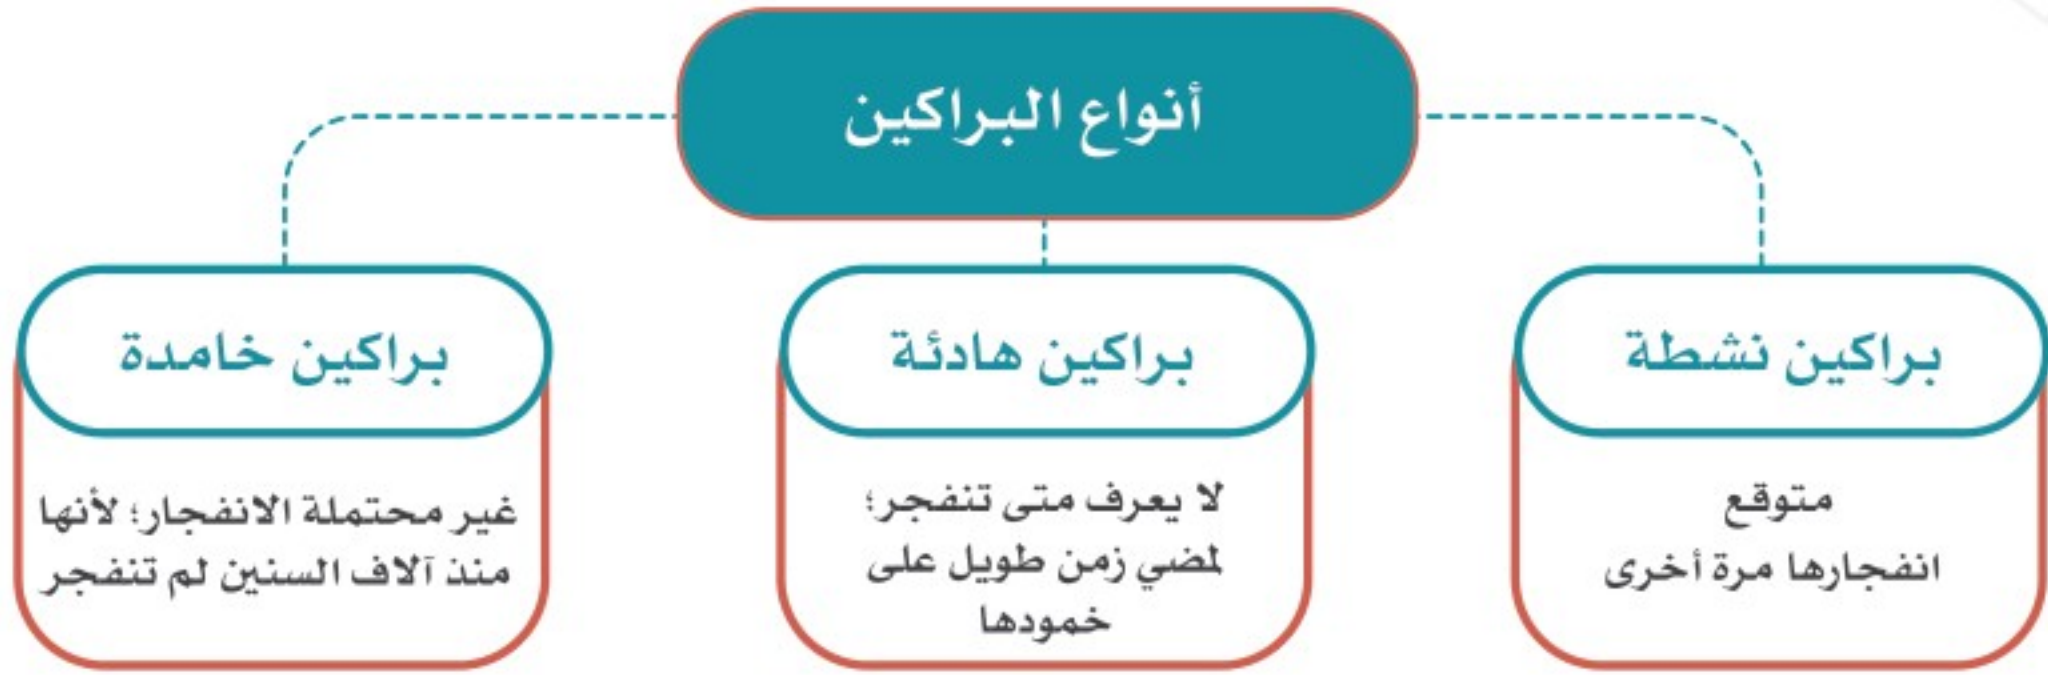 أنواع البراكين
براكين نشطة
متوقع
انفجارها مرة أخرى
براكين هادئة
لا يعرف متى تنفجر؛
لمضي زمن طويل على
خمودها
براكين خامدة
غير محتملة الانفجار؛ لأنها
منذ آلاف السنين لم تنفجر